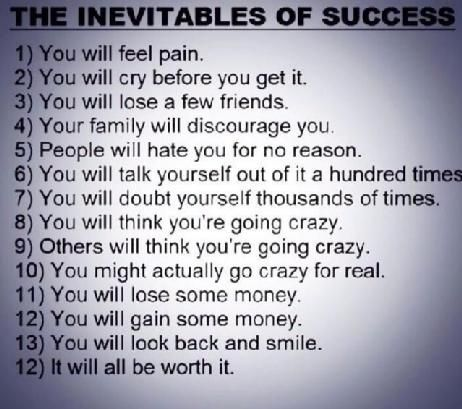 THE INEVITABLES OF SUCCESS
1) You will feel pain.
2) You will cry before you get it.
3) You will lose a few friends.
4) Your family will discourage you.
5) People will hate you for no reason.
6) You will talk yourself out of it a hundred times
7) You will doubt yourself thousands of times.
8) You will think you're going crazy.
9) Others will think you're going crazy.
10) You might actually go crazy for real.
11) You will lose some money.
12) You will gain some money.
13) You will look back and smile.
12) It will all be worth it.